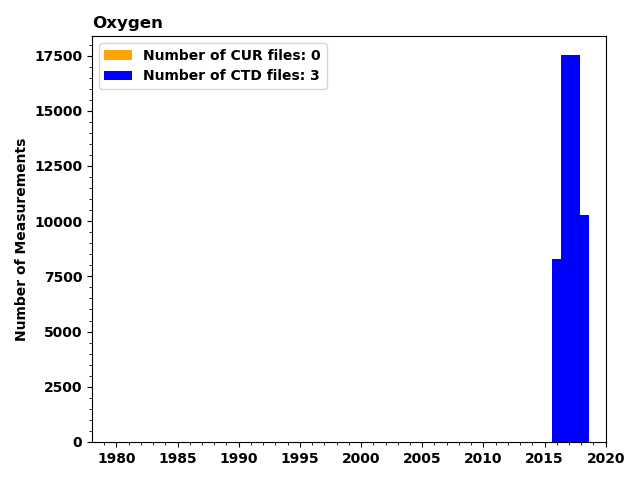 Oxygen
Number of CUR files: 0
Number of CTD files: 3
Number of Measurements
17500
15000
12500
10000
7500
5000
2500
0
1980 1985 1990 1995 2000 2005 2010 2015 2020